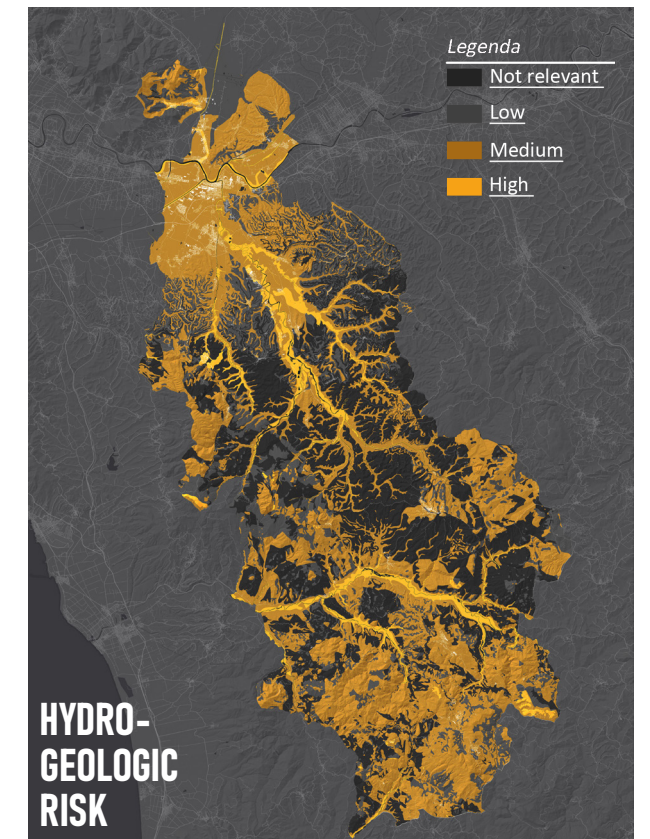 Legenda
Not relevant
Low
Medium
High
HYDRO-
GEOLOGIC
RISK